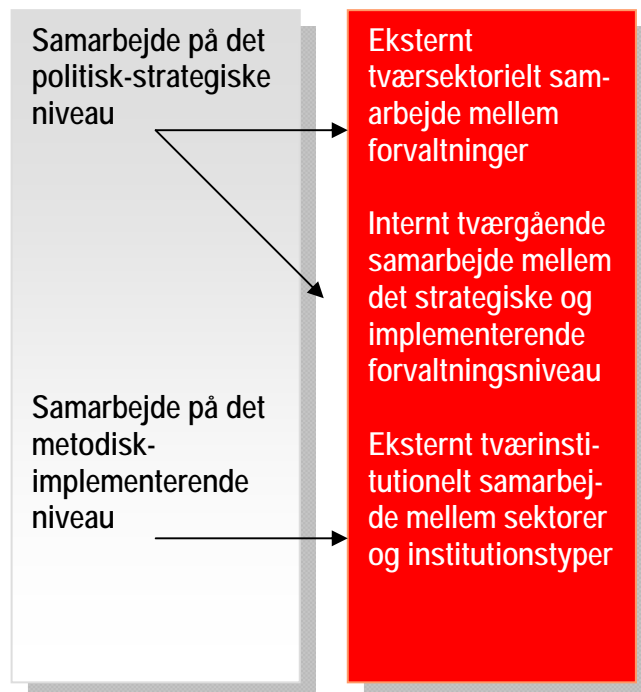 Samarbejde på det
politisk-strategiske
niveau
Samarbejde på det
metodisk-
implementerende
niveau
Eksternt
tværsektorielt sam-
arbejde mellem
forvaltninger
Internt tværgående
samarbejde mellem
det strategiske og
implementerende
forvaltningsniveau
Eksternt tværinsti-
tutionelt samarbej-
de mellem sektorer
og institutionstyper